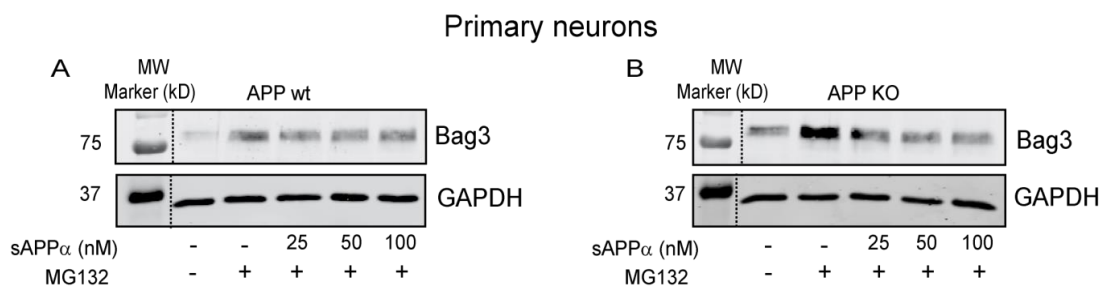 Primary neurons
A
MW
Marker (kD)
APP wt
75
Bag3
37
GAPDH
sAPPα (nM) - - 25 50 100
MG132 - + + + +
B
MW
Marker (kD)
APP KO
75
Bag3
37
GAPDH
sAPPα (nM) - - 25 50 100
MG132 - + + + +